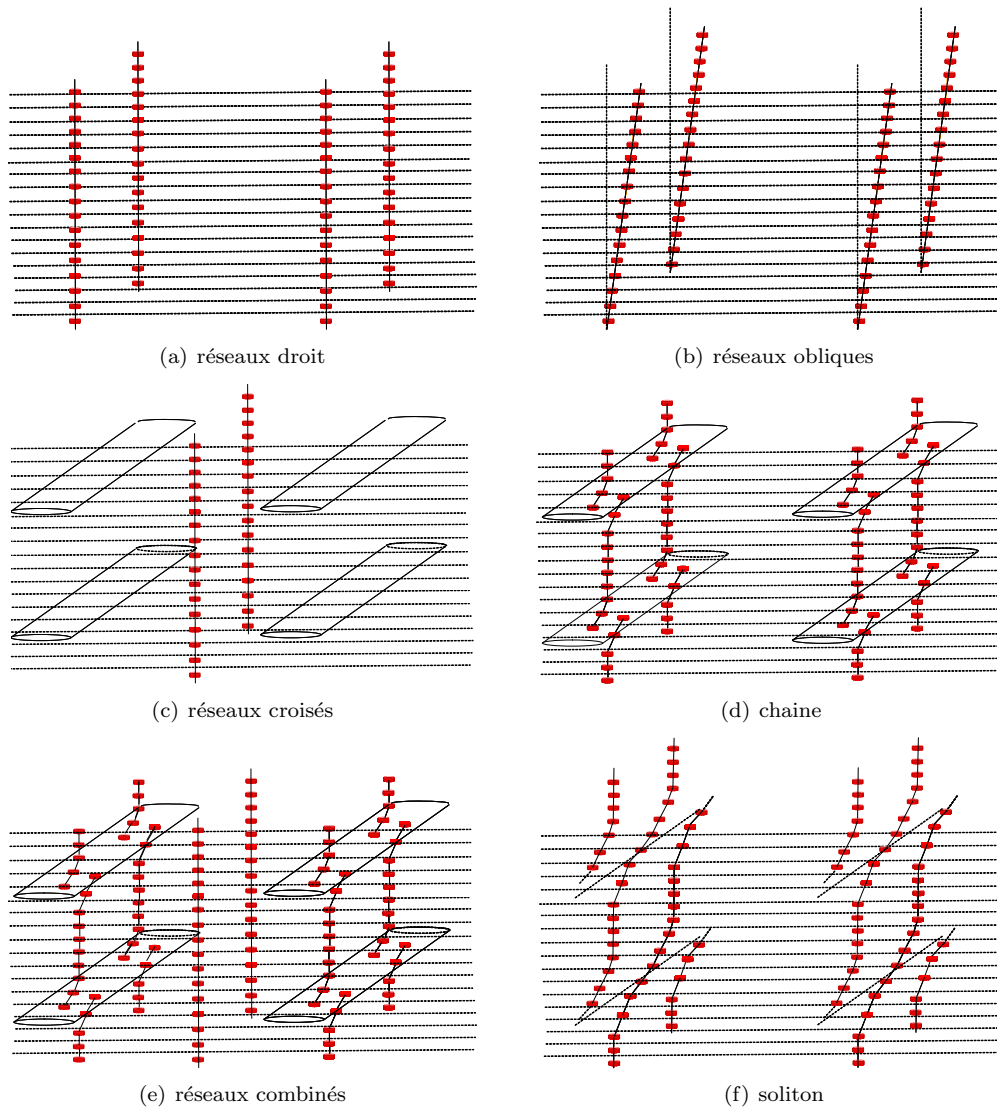 (a) réseaux droit
(b) réseaux obliques
(c) réseaux croisés
(d) chaine
(e) réseaux combinés
(f) soliton